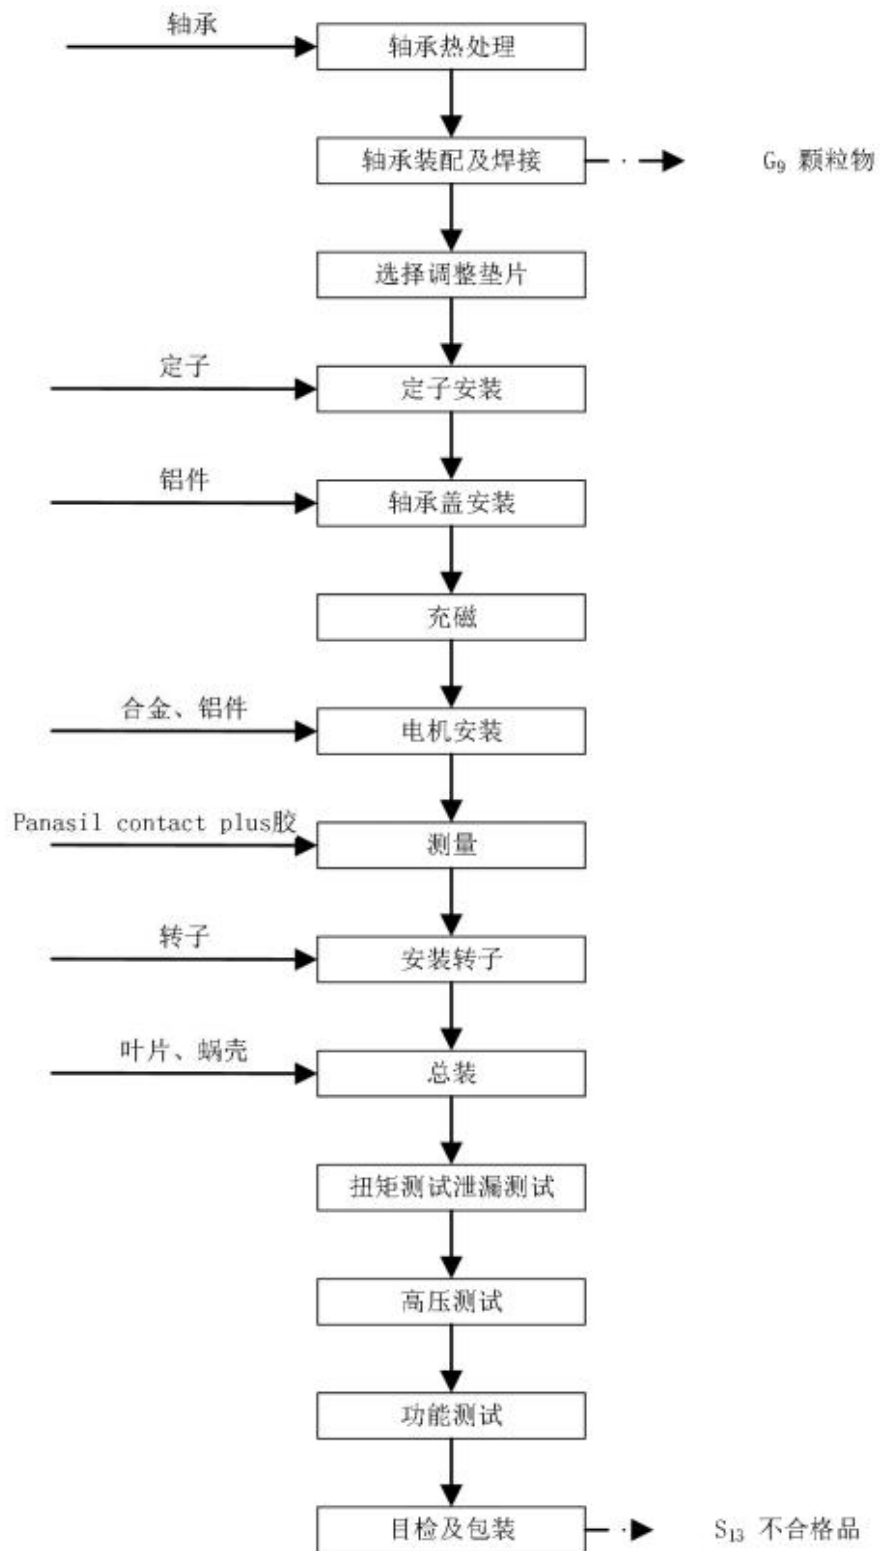 轴承
轴承热处理
轴承装配及焊接
G₉ 颗粒物
选择调整垫片
定子
定子安装
铝件
轴承盖安装
充磁
合金、铝件
电机安装
Panasil contact plus胶
测量
转子
安装转子
叶片、蜗壳
总装
扭矩测试泄漏测试
高压测试
功能测试
目检及包装
S₁₃ 不合格品